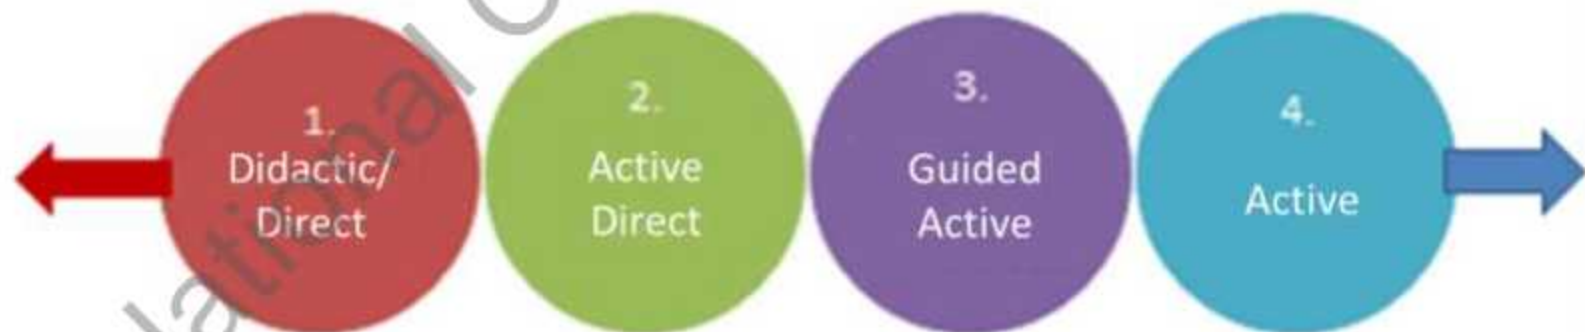 1.
Didactic/
Direct
2.
Active
Direct
3.
Guided
Active
4.
Active